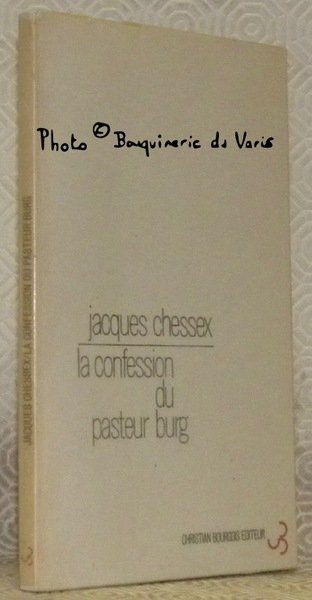 Photo © Bouquinerie du Varis
jacques chessex
la confession
du
pasteur burg
CHRISTIAN BOURGOIS EDITEUR
JACQUES CHESSEX/LA CONFESSION DU PASTEUR BURG